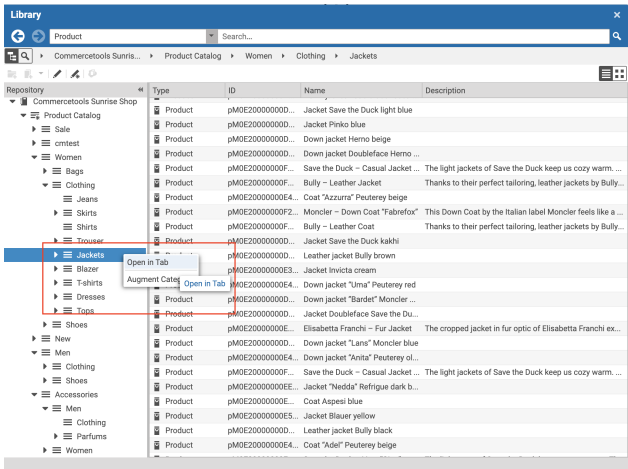 Library
Product Search...
Commercetools Sunris... Product Catalog Women Clothing Jackets
Repository
Commercetools Sunrise Shop
Product Catalog
Sale
cmtest
Women
Bags
Clothing
Jeans
Skirts
Shirts
Trouser
Jackets
Blazer
T-shirts
Dresses
Tops
Shoes
New
Men
Clothing
Shoes
Accessories
Men
Clothing
Parfums
Women
Open in Tab
Augment Cate
Open in Tab
Type ID Name Description
Product pM0E20000000D... Jacket Save the Duck light blue
Product pM0E20000000D... Jacket Pinko blue
Product pM0E20000000D... Down jacket Herno beige
Product pM0E20000000D... Down jacket Doubleface Herno ...
Product pM0E20000000F... Save the Duck – Casual Jacket ... The light jackets of Save the Duck keep us cozy warm. ...
Product pM0E20000000F... Bully – Leather Jacket Thanks to their perfect tailoring, leather jackets by Bully...
Product pM0E20000000E4... Coat "Azzurra" Peuterey beige
Product pM0E20000000F2... Moncler – Down Coat "Fabrefox" This Down Coat by the Italian label Moncler feels like a ...
Product pM0E20000000F... Bully – Leather Coat Thanks to their perfect tailoring, leather jackets by Bully...
Product pM0E20000000D... Jacket Save the Duck kakhi
Product pM0E20000000D... Leather jacket Bully brown
Product pM0E20000000E3... Jacket Invicta cream
pM0E20000000E4... Down jacket "Uma" Peuterey red
Product pM0E20000000D... Down jacket "Bardet" Moncler ...
Product pM0E20000000D... Jacket Doubleface Save the Du...
Product pM0E20000000E... Elisabetta Franchi – Fur Jacket The cropped jacket in fur optic of Elisabetta Franchi ex...
Product pM0E20000000D... Down jacket "Lans" Moncler blue
Product pM0E20000000E4... Down jacket "Anita" Peuterey ol...
Product pM0E20000000F... Save the Duck – Casual Jacket ... The light jackets of Save the Duck keep us cozy warm. ...
Product pM0E20000000EE... Jacket "Nedda" Refrigue dark b...
Product pM0E20000000E... Coat Aspesi blue
Product pM0E20000000E5... Jacket Blauer yellow
Product pM0E20000000D... Leather jacket Bully black
Product pM0E20000000E4... Coat "Adel" Peuterey beige